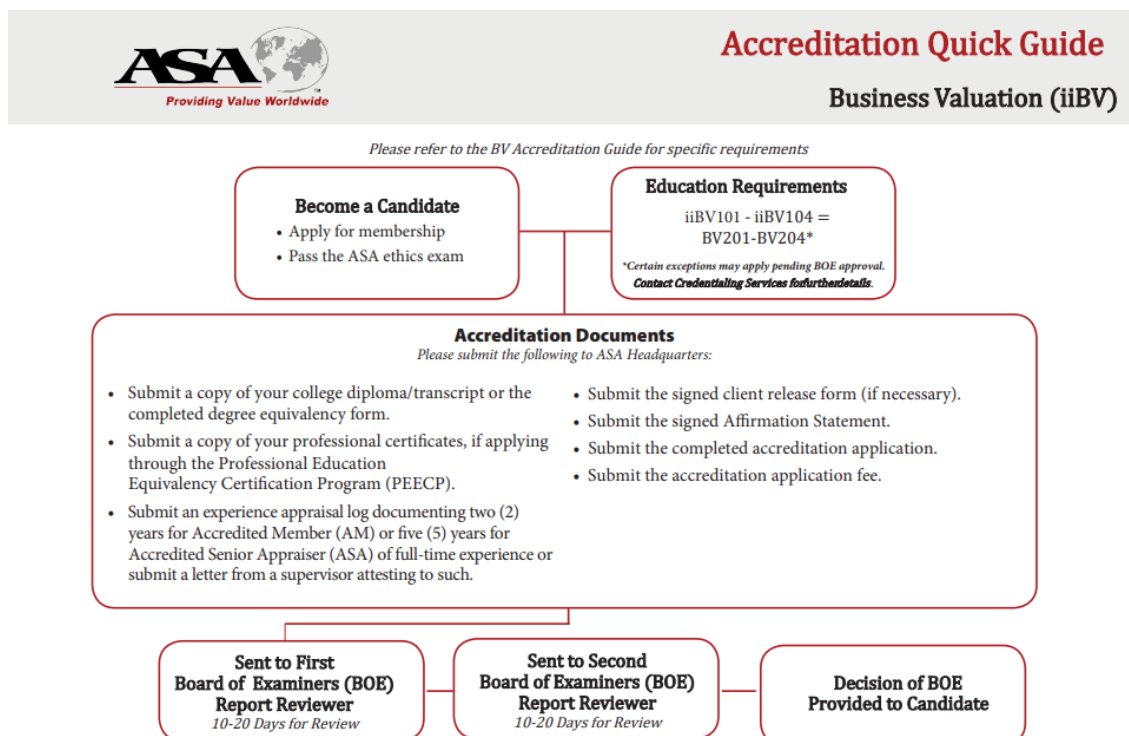 ASA
™
Providing Value Worldwide
Accreditation Quick Guide
Business Valuation (iiBV)
Please refer to the BV Accreditation Guide for specific requirements
Become a Candidate
• Apply for membership
• Pass the ASA ethics exam
Education Requirements
iiBV101 - iiBV104 =
BV201-BV204*
*Certain exceptions may apply pending BOE approval.
Contact Credentialing Services forfurtherdetails.
Accreditation Documents
Please submit the following to ASA Headquarters:
• Submit a copy of your college diploma/transcript or the
completed degree equivalency form.
• Submit a copy of your professional certificates, if applying
through the Professional Education
Equivalency Certification Program (PEECP).
• Submit an experience appraisal log documenting two (2)
years for Accredited Member (AM) or five (5) years for
Accredited Senior Appraiser (ASA) of full-time experience or
submit a letter from a supervisor attesting to such.
• Submit the signed client release form (if necessary).
• Submit the signed Affirmation Statement.
• Submit the completed accreditation application.
• Submit the accreditation application fee.
Sent to First
Board of Examiners (BOE)
Report Reviewer
10-20 Days for Review
Sent to Second
Board of Examiners (BOE)
Report Reviewer
10-20 Days for Review
Decision of BOE
Provided to Candidate